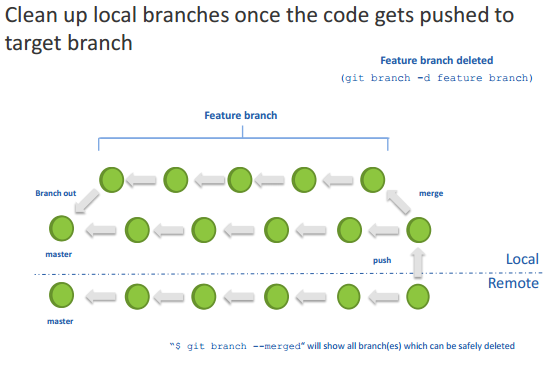 Clean up local branches once the code gets pushed to
target branch
Feature branch deleted
(git branch -d feature branch)
Feature branch
Branch out
merge
master
push
Local
Remote
master
"$ git branch --merged" will show all branch(es) which can be safely deleted